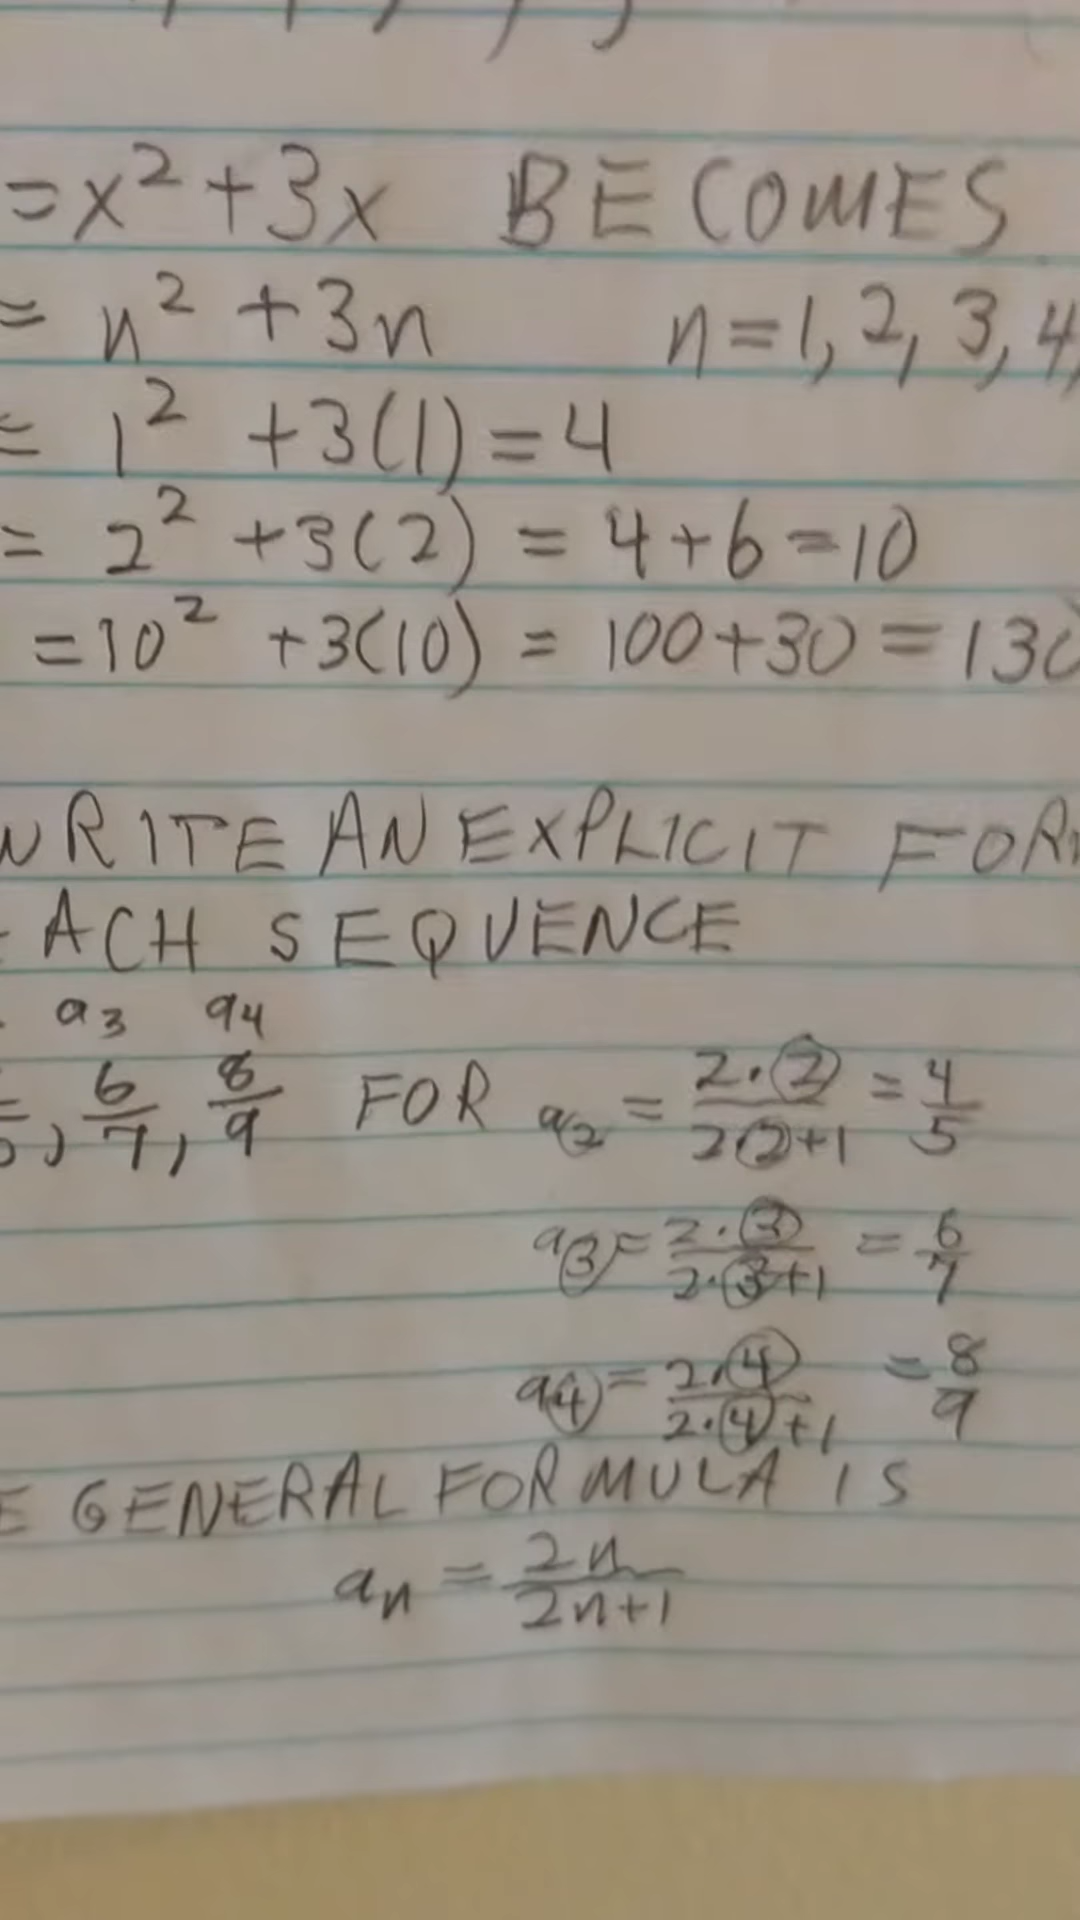 = x² + 3x BECOMES
= n² + 3n n = 1, 2, 3, 4,
= 1² + 3(1) = 4
= 2² + 3(2) = 4 + 6 = 10
= 10² + 3(10) = 100 + 30 = 130
WRITE AN EXPLICIT FOR
EACH SEQUENCE
a₃ a₄
, 6/7, 8/9 FOR a₂ = 2·2/2·2+1 = 4/5
a₃ = 2·3/2·3+1 = 6/7
a₄ = 2·4/2·4+1 = 8/9
E GENERAL FORMULA IS
aₙ = 2n/2n+1